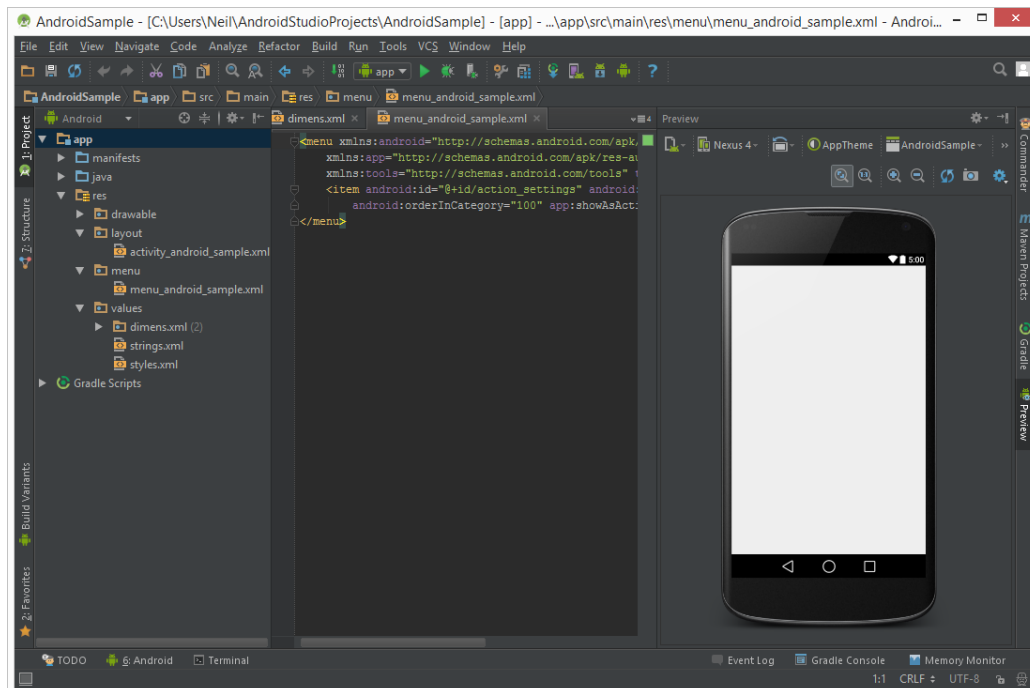 AndroidSample - [C:\Users\Neil\AndroidStudioProjects\AndroidSample] - [app] - ...\app\src\main\res\menu\menu_android_sample.xml - Androi...
File Edit View Navigate Code Analyze Refactor Build Run Tools VCS Window Help
app
AndroidSample app src main res menu menu_android_sample.xml
1: Project
7: Structure
Build Variants
2: Favorites
Android
app
manifests
java
res
drawable
layout
activity_android_sample.xml
menu
menu_android_sample.xml
values
dimens.xml (2)
strings.xml
styles.xml
Gradle Scripts
dimens.xml menu_android_sample.xml
<menu xmlns:android="http://schemas.android.com/apk/
xmlns:app="http://schemas.android.com/apk/res-au
xmlns:tools="http://schemas.android.com/tools"
<item android:id="@+id/action_settings" android:
android:orderInCategory="100" app:showAsActi
</menu>
Preview
Nexus 4 AppTheme AndroidSample
5:00
Commander
Maven Projects
Gradle
Preview
TODO 6: Android Terminal Event Log Gradle Console Memory Monitor
1:1 CRLF UTF-8